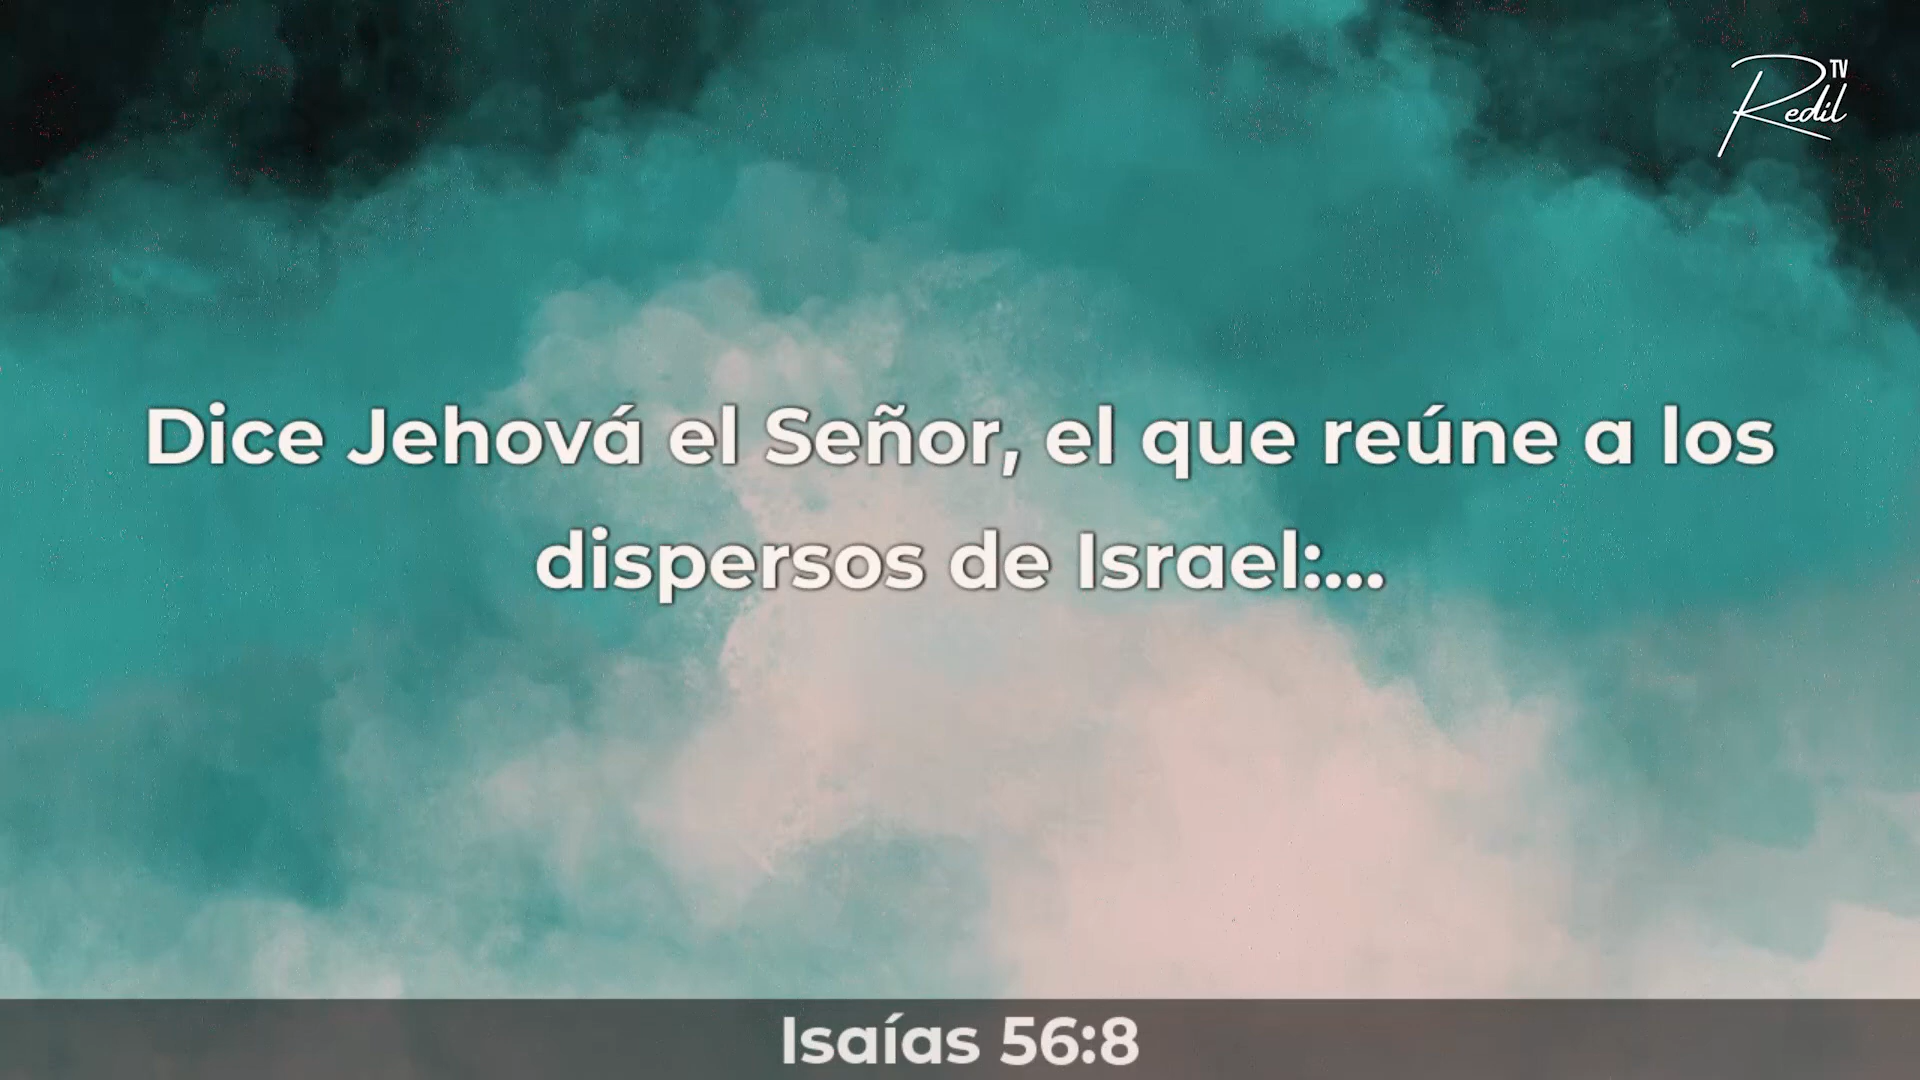 TV
Redil
Dice Jehová el Señor, el que reúne a los
dispersos de Israel:...
Isaías 56:8